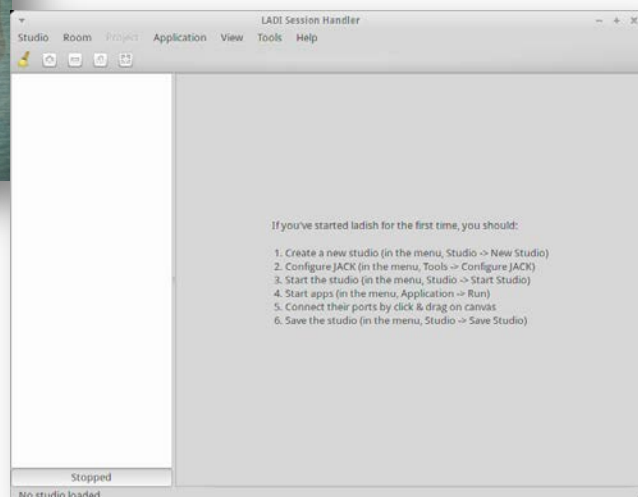 LADI Session Handler
Studio Room Project Application View Tools Help
If you've started ladish for the first time, you should:
1. Create a new studio (in the menu, Studio -> New Studio)
2. Configure JACK (in the menu, Tools -> Configure JACK)
3. Start the studio (in the menu, Studio -> Start Studio)
4. Start apps (in the menu, Application -> Run)
5. Connect their ports by click & drag on canvas
6. Save the studio (in the menu, Studio -> Save Studio)
Stopped
No studio loaded